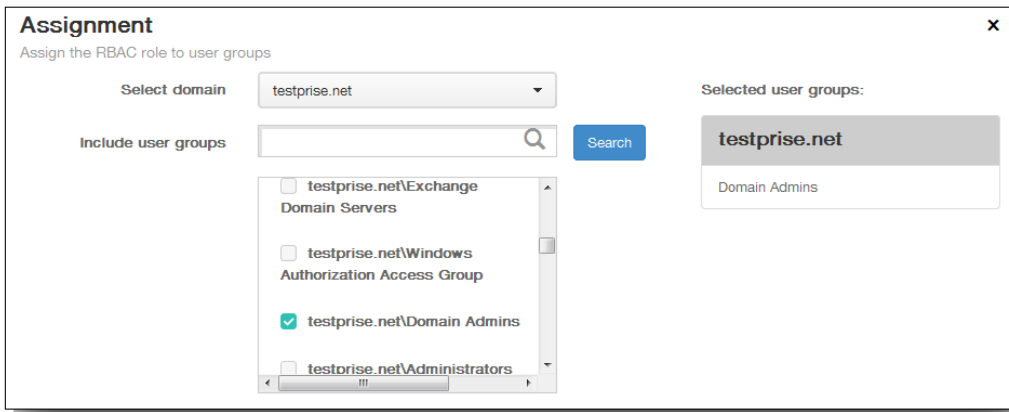 Assignment
Assign the RBAC role to user groups
Select domain
testprise.net
Include user groups
Search
testprise.net\Exchange
Domain Servers
testprise.net\Windows
Authorization Access Group
testprise.net\Domain Admins
testprise.net\Administrators
Selected user groups:
testprise.net
Domain Admins